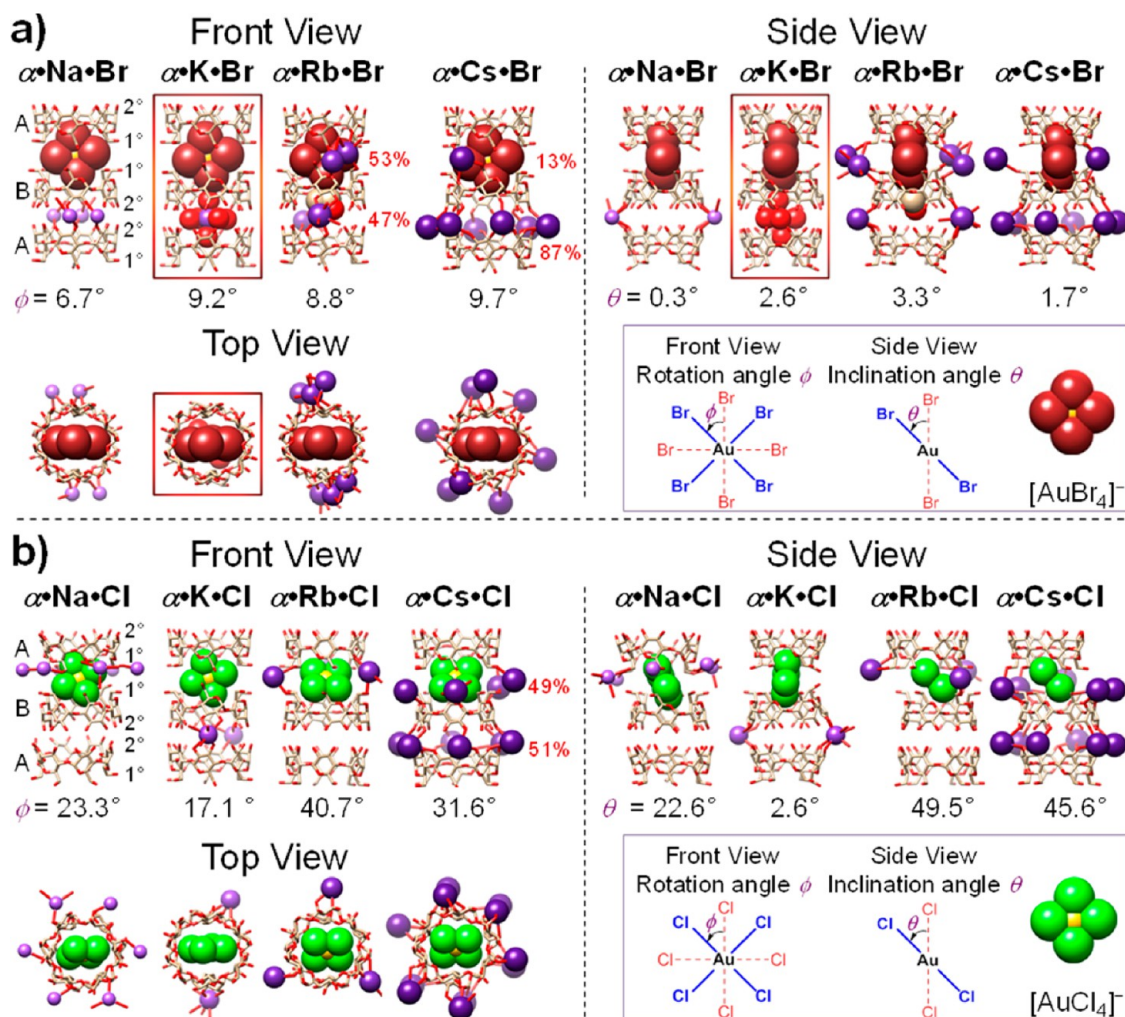 a)
Front View
Side View
α•Na•Br α•K•Br α•Rb•Br α•Cs•Br
α•Na•Br α•K•Br α•Rb•Br α•Cs•Br
A
2°
1°
1°
B
2°
2°
A
1°
53%
47%
13%
87%
ϕ = 6.7° 9.2° 8.8° 9.7°
θ = 0.3° 2.6° 3.3° 1.7°
Top View
Front View
Rotation angle ϕ
Side View
Inclination angle θ
Br
Br ϕ Br
Br Au Br
Br Br
Br
Br
Br θ
Au
Br
Br
[AuBr4]⁻
b)
Front View
Side View
α•Na•Cl α•K•Cl α•Rb•Cl α•Cs•Cl
α•Na•Cl α•K•Cl α•Rb•Cl α•Cs•Cl
A
2°
1°
1°
B
2°
2°
A
1°
49%
51%
ϕ = 23.3° 17.1 ° 40.7° 31.6°
θ = 22.6° 2.6° 49.5° 45.6°
Top View
Front View
Rotation angle ϕ
Side View
Inclination angle θ
Cl
Cl ϕ Cl
Cl Au Cl
Cl Cl
Cl
Cl
Cl θ
Au
Cl
Cl
[AuCl4]⁻